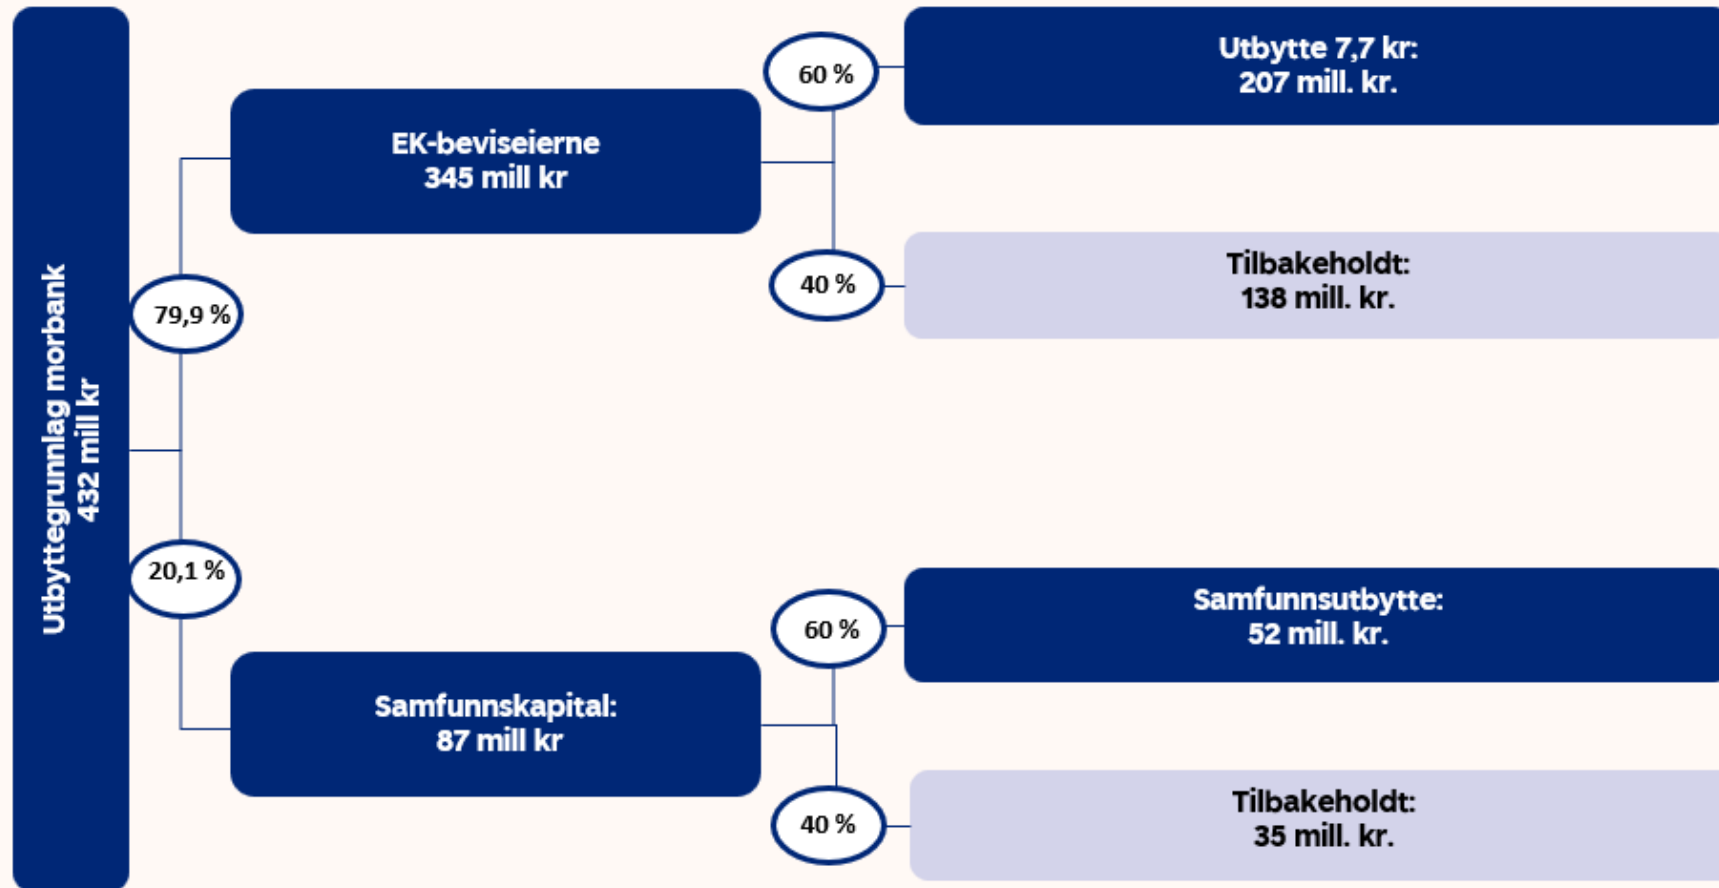 Utbyttegrunnlag morbank
432 mill kr
79,9 %
20,1 %
EK-beviseierne
345 mill kr
60 %
40 %
Utbytte 7,7 kr:
207 mill. kr.
Tilbakeholdt:
138 mill. kr.
Samfunnskapital:
87 mill kr
60 %
40 %
Samfunnsutbytte:
52 mill. kr.
Tilbakeholdt:
35 mill. kr.